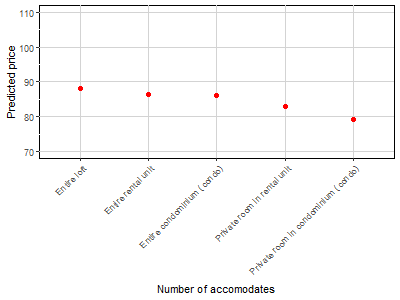 110
100
90
80
70
Predicted price
Entire loft
Entire rental unit
Entire condominium (condo)
Private room in rental unit
Private room in condominium (condo)
Number of accomodates